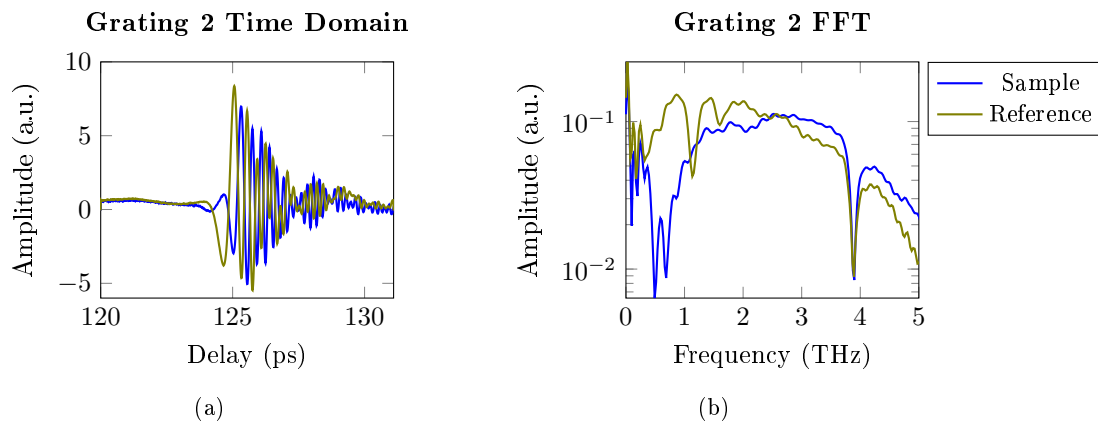 Grating 2 Time Domain
10
5
0
−5
120
125
130
Amplitude (a.u.)
Delay (ps)
(a)
Grating 2 FFT
10⁻¹
10⁻²
0
1
2
3
4
5
Amplitude (a.u.)
Frequency (THz)
(b)
Sample
Reference